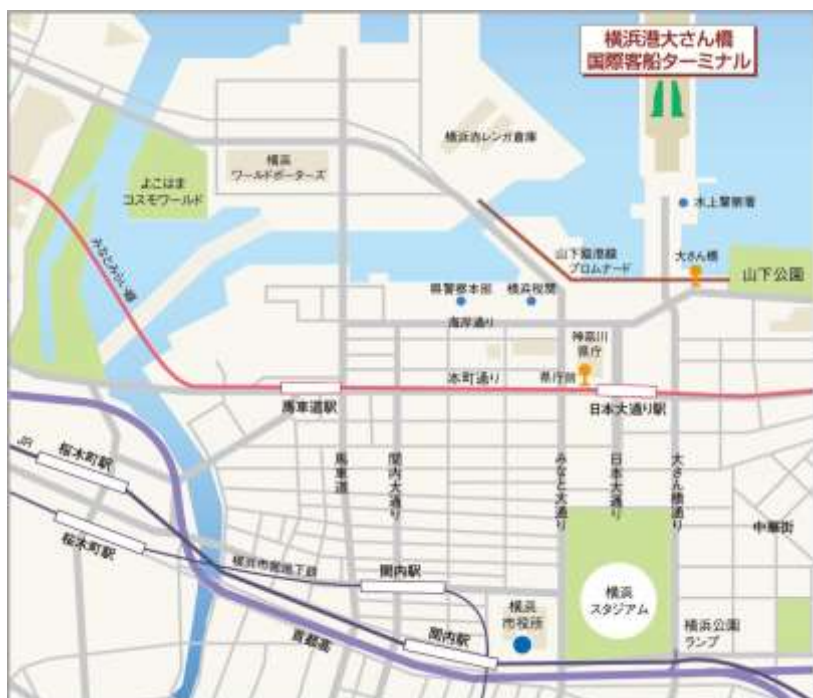 横浜港大さん橋
国際客船ターミナル
横浜赤レンガ倉庫
横浜
ワールドポーターズ
よこはま
コスモワールド
水上警察署
みなとみらい線
山下臨港線
プロムナード
大さん橋
山下公園
県警察本部
横浜税関
海岸通り
神奈川
県庁
本町通り
県庁前
馬車道駅
日本大通り駅
JR
桜木町駅
馬車道
関内大通り
みなと大通り
日本大通り
大さん橋通り
中華街
桜木町駅
横浜市営地下鉄
関内駅
横浜
スタジアム
横浜
市役所
首都高
関内駅
横浜公園
ランプ